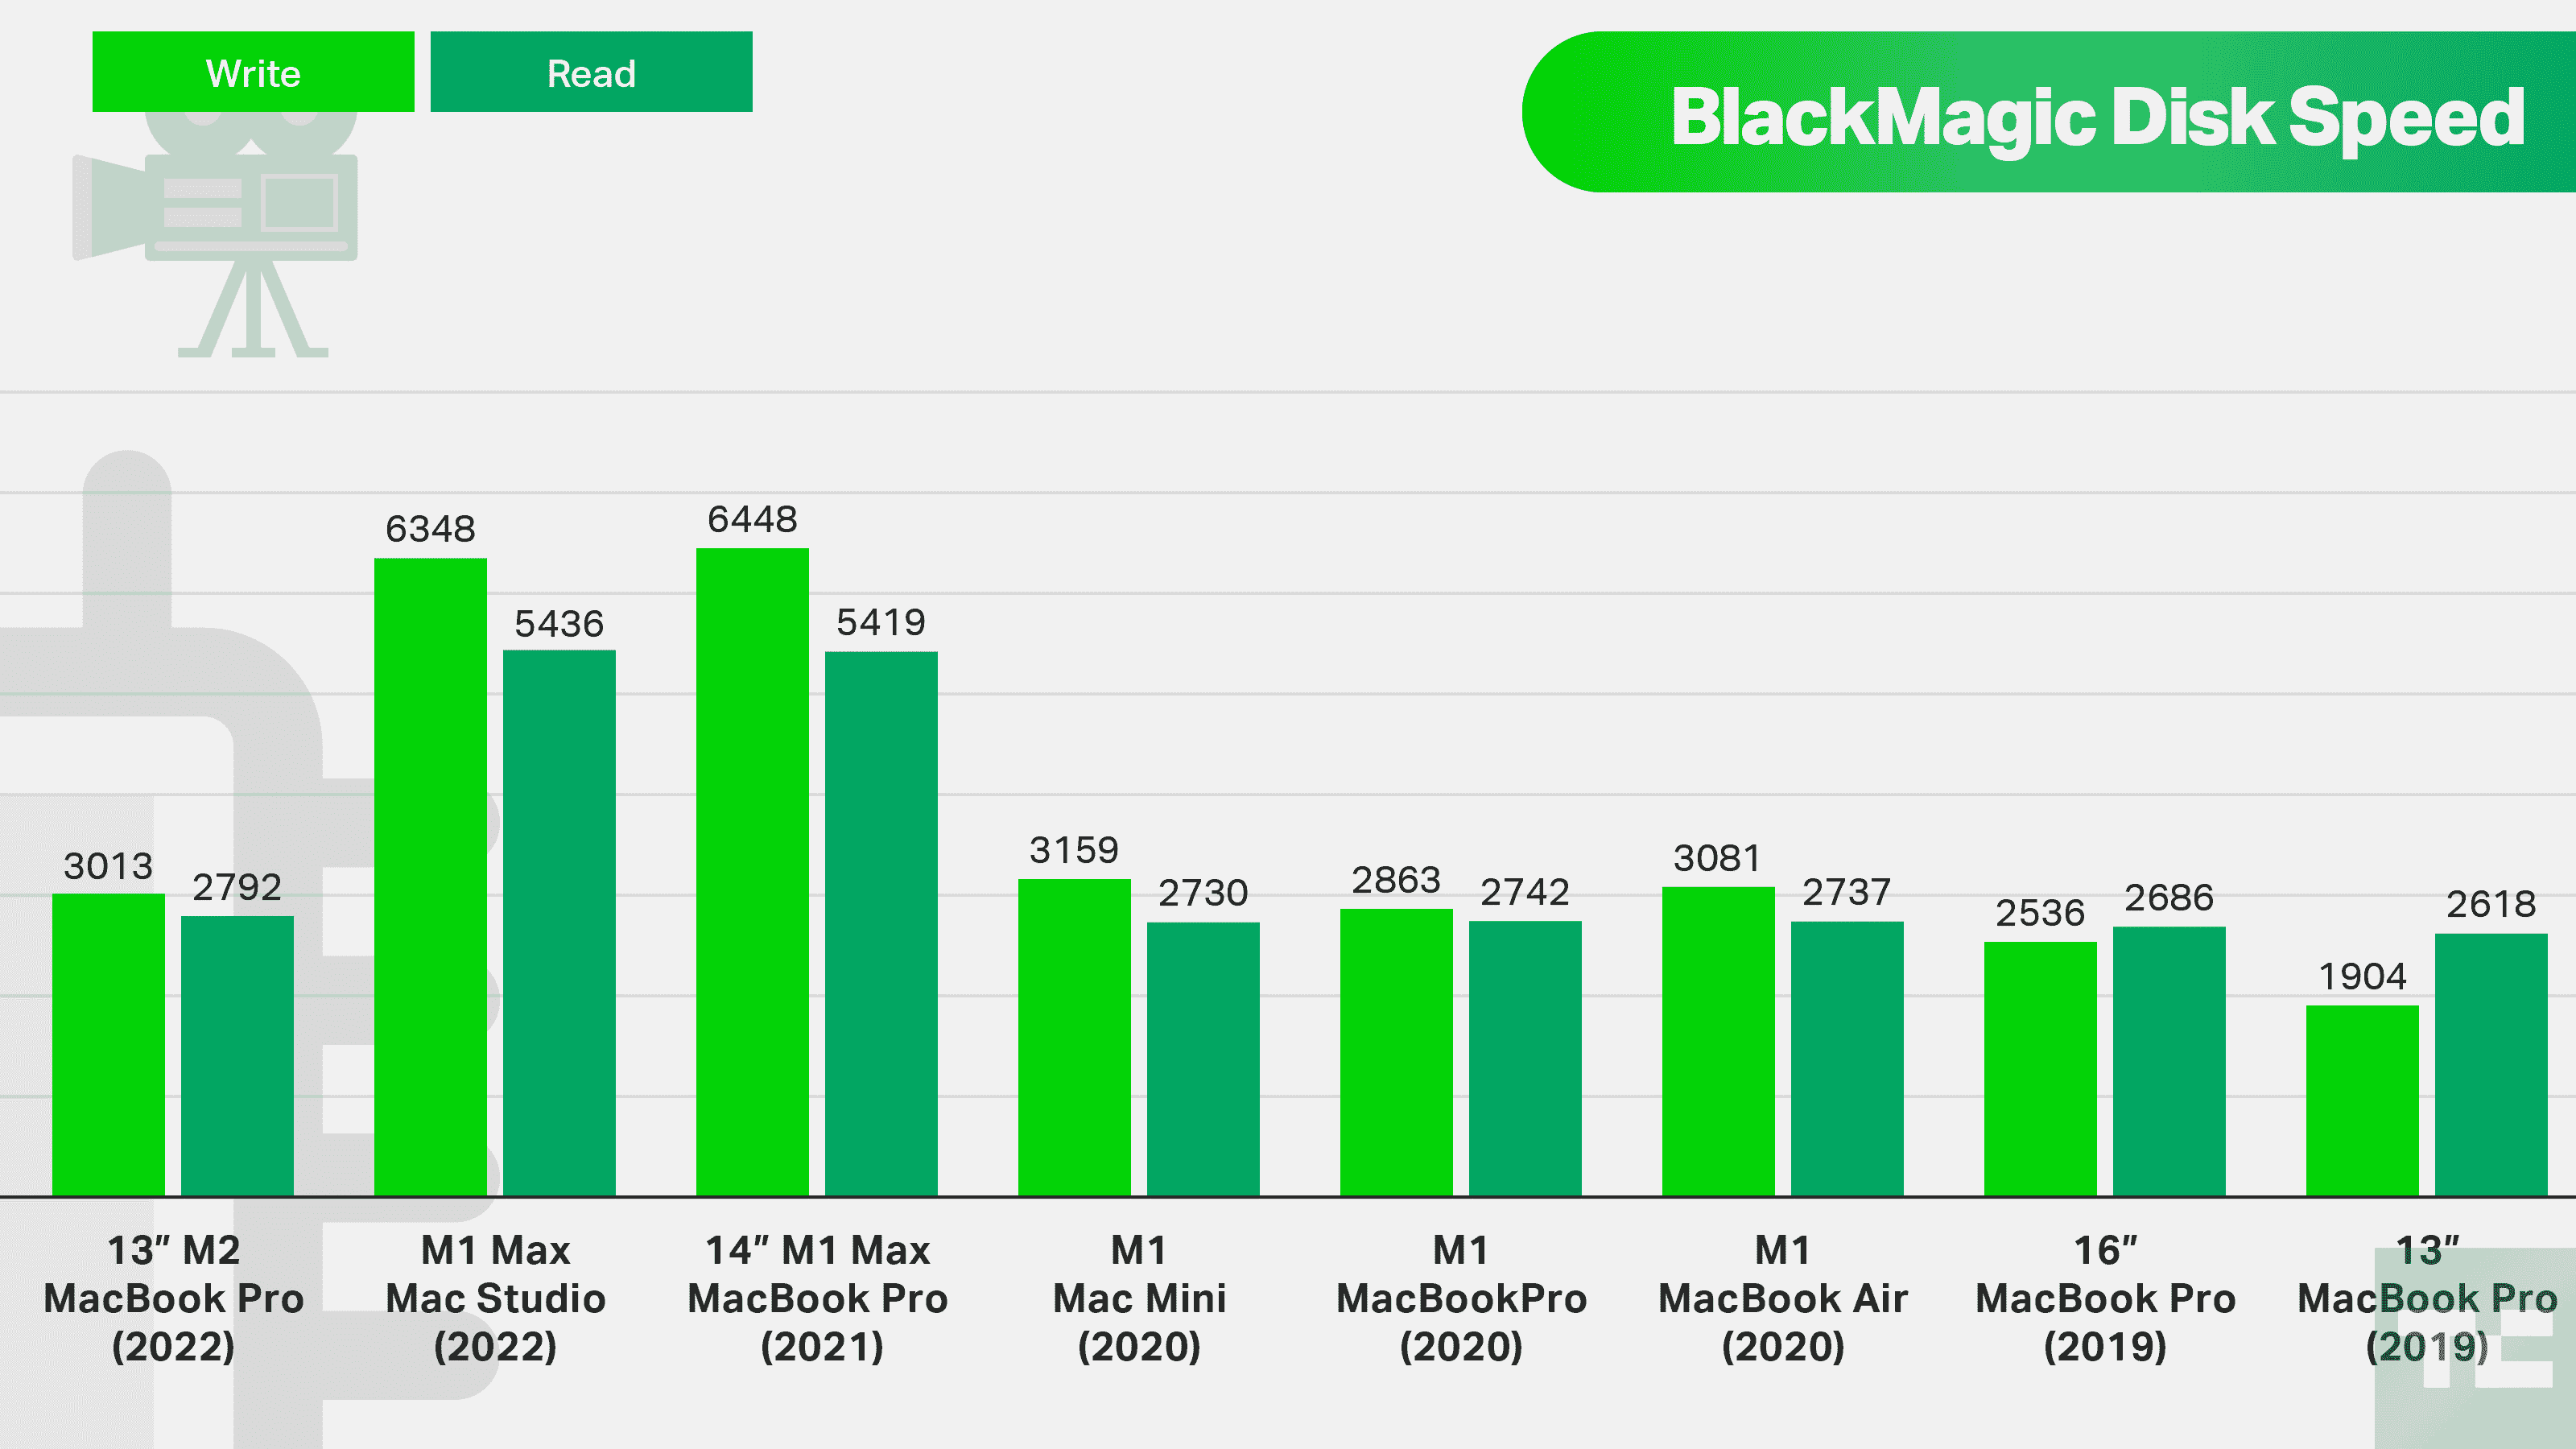 Write
Read
BlackMagic Disk Speed
6348
6448
5436
5419
3013
2792
3159
2730
2863
2742
3081
2737
2536
2686
1904
2618
13” M2
MacBook Pro
(2022)
M1 Max
Mac Studio
(2022)
14” M1 Max
MacBook Pro
(2021)
M1
Mac Mini
(2020)
M1
MacBookPro
(2020)
M1
MacBook Air
(2020)
16”
MacBook Pro
(2019)
13”
MacBook Pro
(2019)
TC